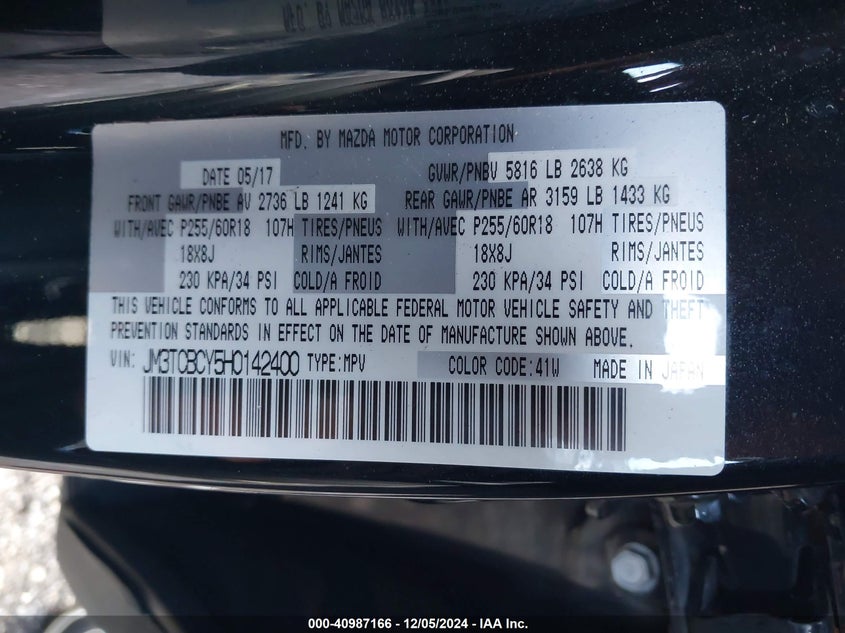 MFD. BY MAZDA MOTOR CORPORATION
DATE 05/17 GVWR/PNBV 5816 LB 2638 KG
FRONT GAWR/PNBE AV 2736 LB 1241 KG REAR GAWR/PNBE AR 3159 LB 1433 KG
WITH/AVEC P255/60R18 107H TIRES/PNEUS WITH/AVEC P255/60R18 107H TIRES/PNEUS
18X8J RIMS/JANTES 18X8J RIMS/JANTES
230 KPA/34 PSI COLD/A FROID 230 KPA/34 PSI COLD/A FROID
THIS VEHICLE CONFORMS TO ALL APPLICABLE FEDERAL MOTOR VEHICLE SAFETY AND THEFT
PREVENTION STANDARDS IN EFFECT ON THE DATE OF MANUFACTURE SHOWN ABOVE.
VIN: JM3TCBCY5H0142400 TYPE:MPV COLOR CODE:41W MADE IN JAPAN
000-40987166 - 12/05/2024 - IAA Inc.